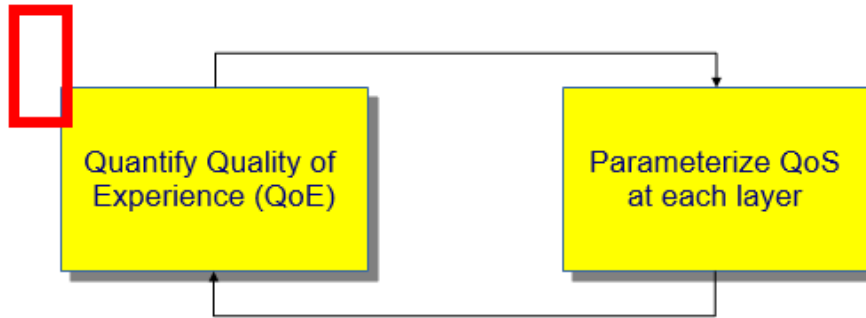 Quantify Quality of
Experience (QoE)
Parameterize QoS
at each layer